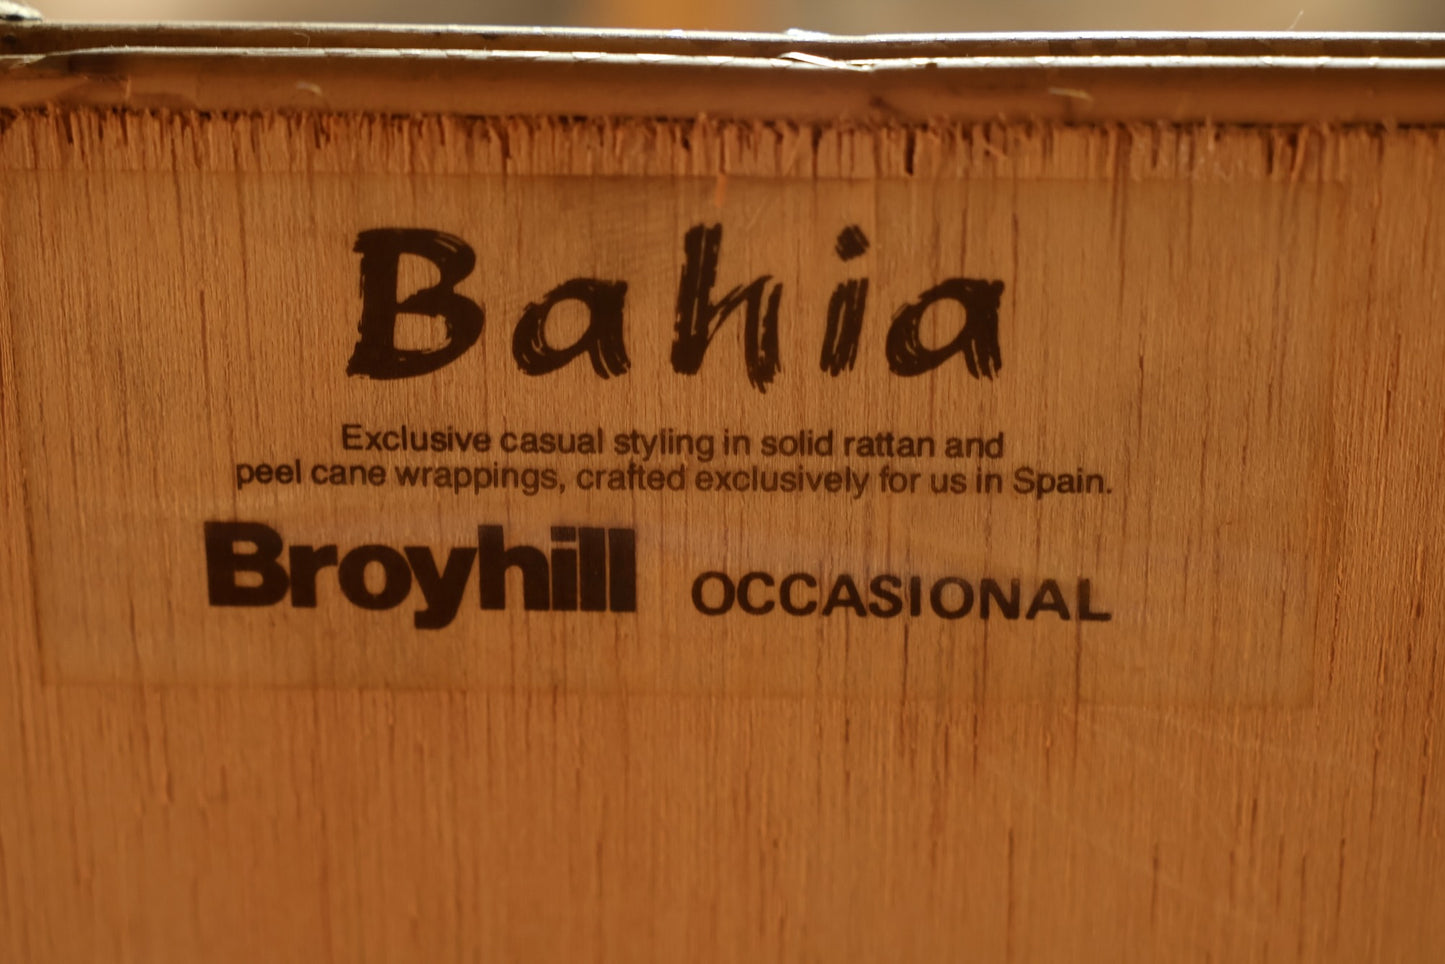 Bahia
Exclusive casual styling in solid rattan and
peel cane wrappings, crafted exclusively for us in Spain.
Broyhill OCCASIONAL